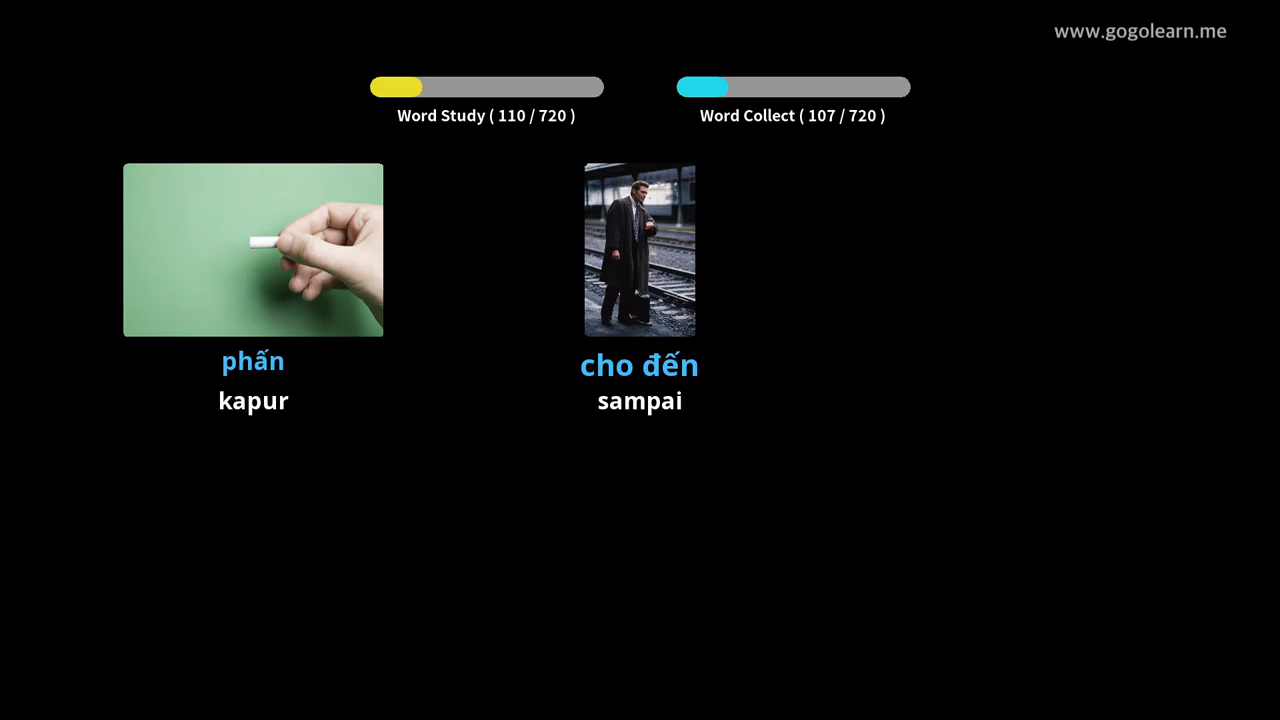 www.gogolearn.me
Word Study ( 110 / 720 )
Word Collect ( 107 / 720 )
phấn
kapur
cho đến
sampai